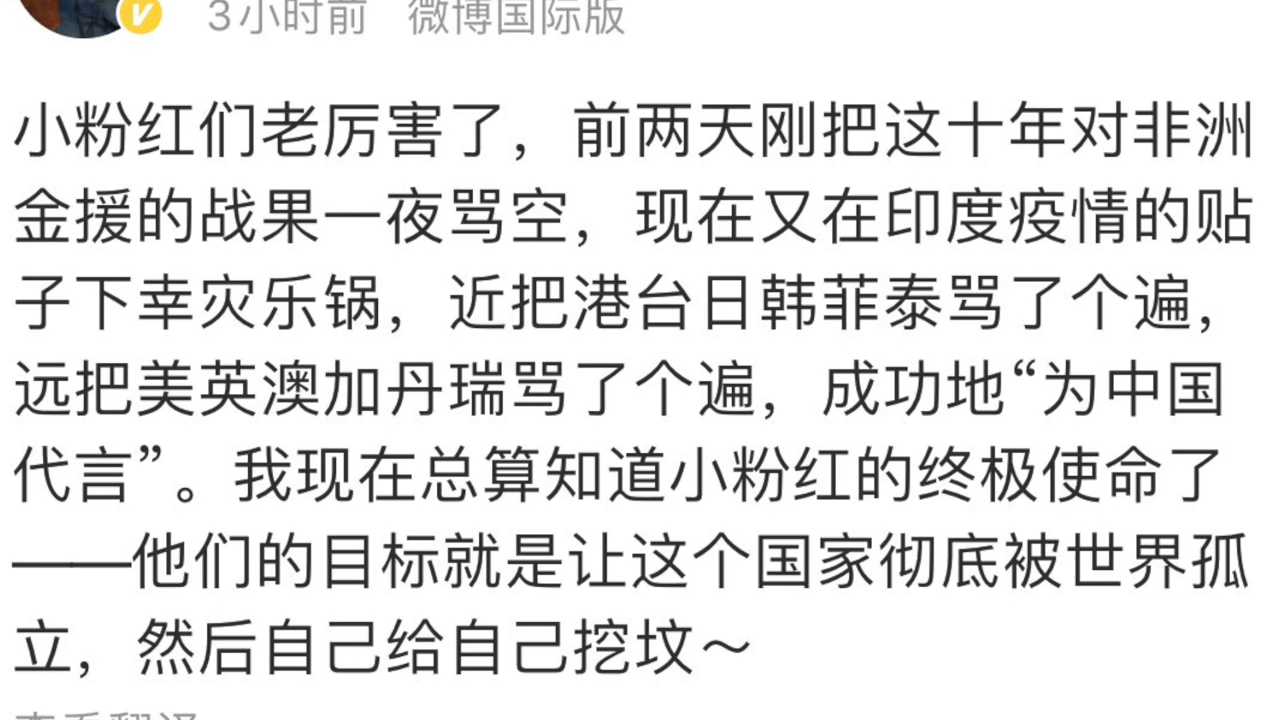 3小时前 微博国际版
小粉红们老厉害了，前两天刚把这十年对非洲
金援的战果一夜骂空，现在又在印度疫情的贴
子下幸灾乐锅，近把港台日韩菲泰骂了个遍，
远把美英澳加丹瑞骂了个遍，成功地“为中国
代言”。我现在总算知道小粉红的终极使命了
——他们的目标就是让这个国家彻底被世界孤
立，然后自己给自己挖坟～